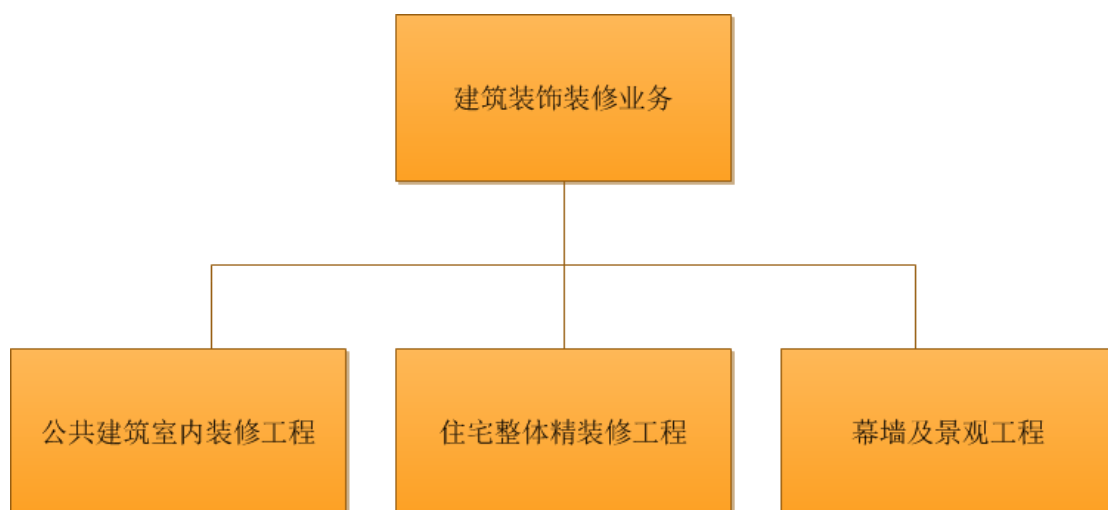 建筑装饰装修业务
公共建筑室内装修工程
住宅整体精装修工程
幕墙及景观工程